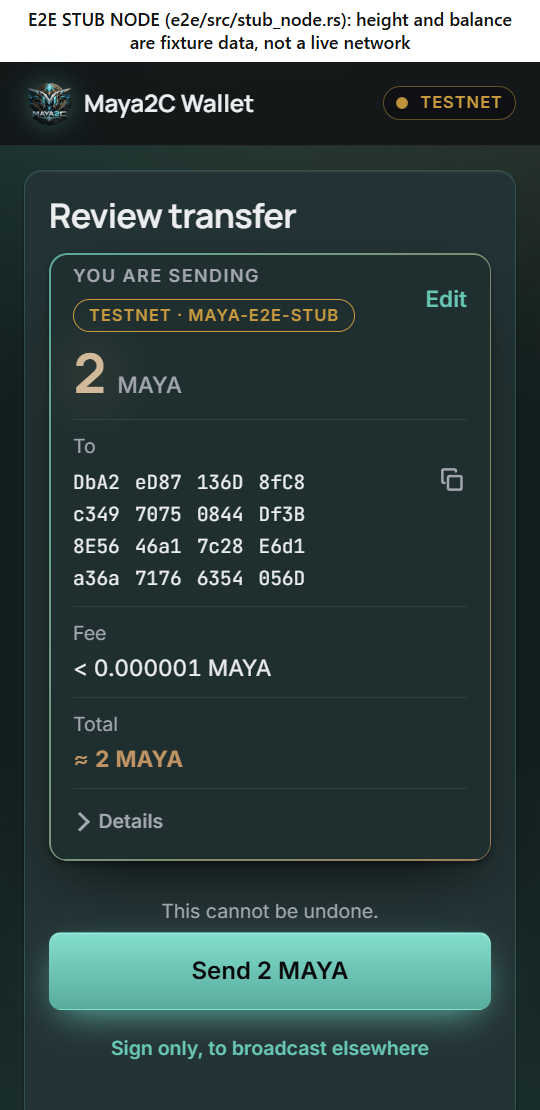 E2E STUB NODE (e2e/src/stub_node.rs): height and balance
are fixture data, not a live network
MAYA2C
Maya2C Wallet
TESTNET
Review transfer
YOU ARE SENDING
Edit
TESTNET · MAYA-E2E-STUB
2 MAYA
To
DbA2 eD87 136D 8fC8
c349 7075 0844 Df3B
8E56 46a1 7c28 E6d1
a36a 7176 6354 056D
Fee
< 0.000001 MAYA
Total
≈ 2 MAYA
Details
This cannot be undone.
Send 2 MAYA
Sign only, to broadcast elsewhere